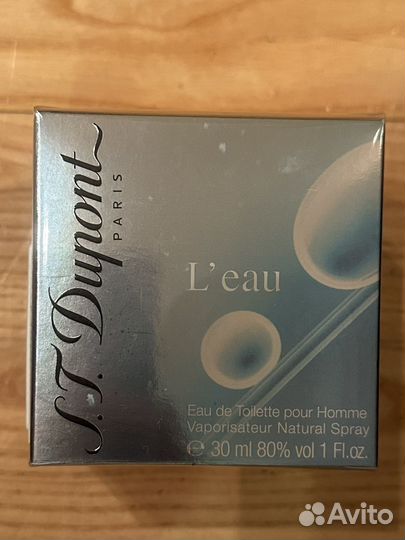 S.T. Dupont
PARIS
L'eau
Eau de Toilette pour Homme
Vaporisateur Natural Spray
℮ 30 ml 80% vol 1 Fl.oz.
Avito